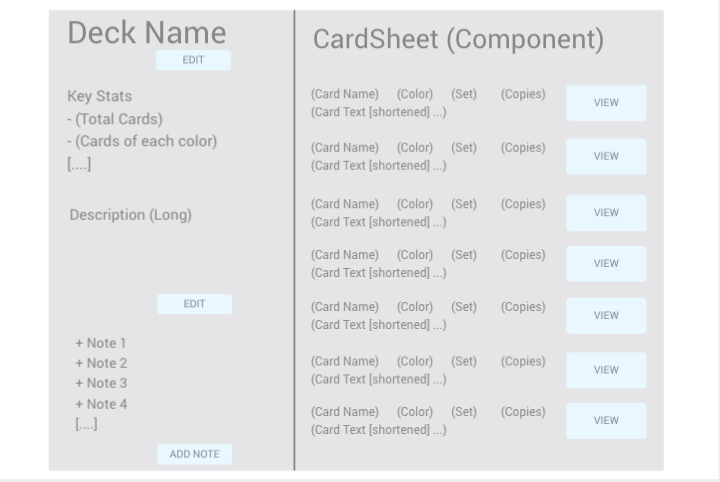 Deck Name
EDIT
Key Stats
- (Total Cards)
- (Cards of each color)
[....]
Description (Long)
EDIT
+ Note 1
+ Note 2
+ Note 3
+ Note 4
[....]
ADD NOTE
CardSheet (Component)
(Card Name) (Color) (Set) (Copies)
(Card Text [shortened] ...)
VIEW
(Card Name) (Color) (Set) (Copies)
(Card Text [shortened] ...)
VIEW
(Card Name) (Color) (Set) (Copies)
(Card Text [shortened] ...)
VIEW
(Card Name) (Color) (Set) (Copies)
(Card Text [shortened] ...)
VIEW
(Card Name) (Color) (Set) (Copies)
(Card Text [shortened] ...)
VIEW
(Card Name) (Color) (Set) (Copies)
(Card Text [shortened] ...)
VIEW
(Card Name) (Color) (Set) (Copies)
(Card Text [shortened] ...)
VIEW